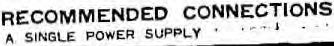 RECOMMENDED CONNECTIONS
A SINGLE POWER SUPPLY